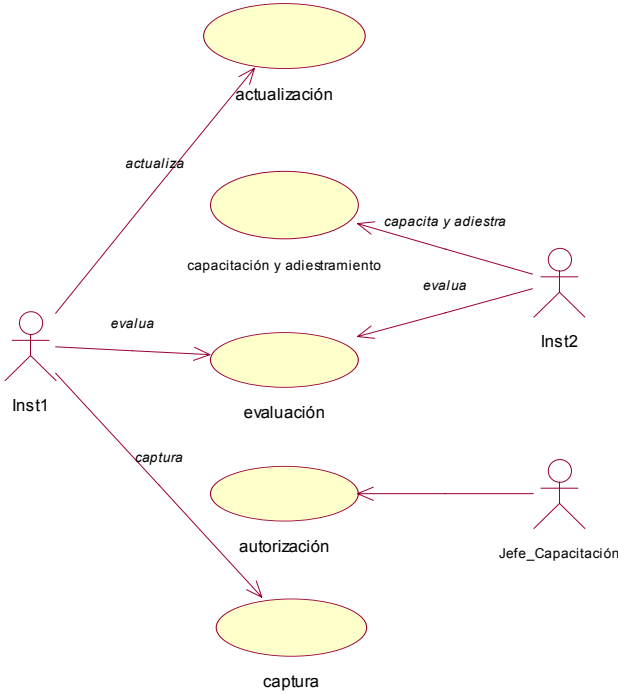 actualización
actualiza
capacita y adiestra
capacitación y adiestramiento
evalua
evalua
Inst2
Inst1
evaluación
captura
autorización
Jefe_Capacitación
captura